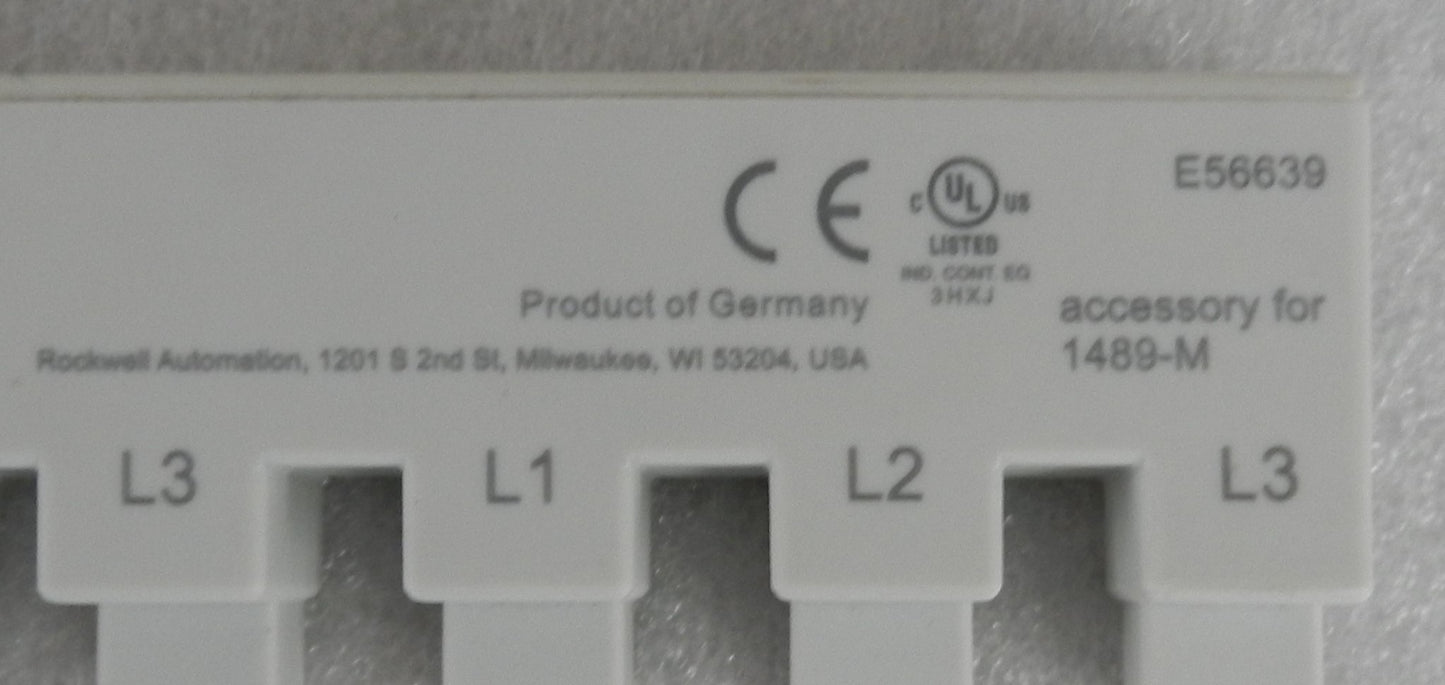 E56639
CE
C UL US
LISTED
IND. CONT. EQ
3HXJ
Product of Germany
accessory for
1489-M
Rockwell Automation, 1201 S 2nd St, Milwaukee, WI 53204, USA
L3 L1 L2 L3